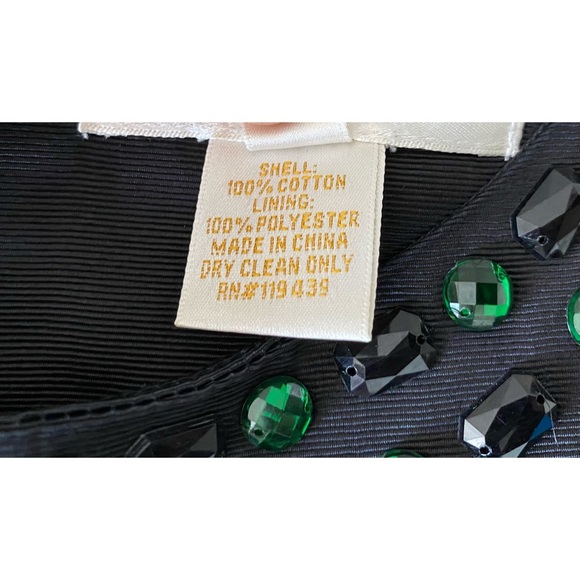 SHELL:
100% COTTON
LINING:
100% POLYESTER
MADE IN CHINA
DRY CLEAN ONLY
RN#119439